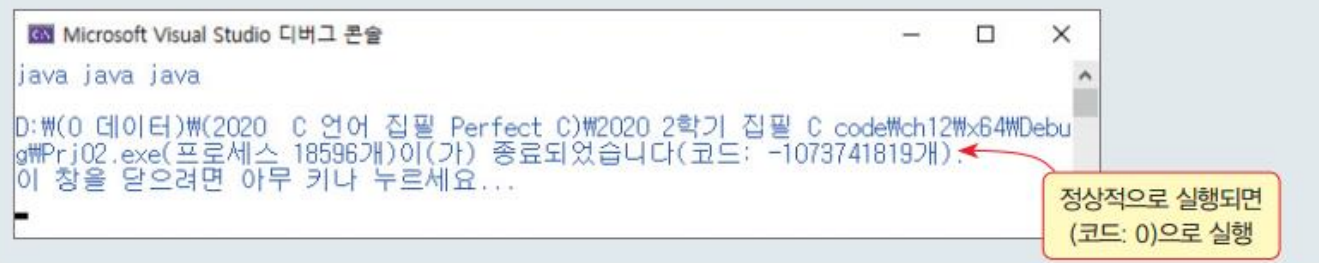 Microsoft Visual Studio 디버그 콘솔
java java java
D:₩(0 데이터)₩(2020 C 언어 집필 Perfect C)₩2020 2학기 집필 C code₩ch12₩x64₩Debu
g₩Prj02.exe(프로세스 18596개)이(가) 종료되었습니다(코드: -1073741819개).
이 창을 닫으려면 아무 키나 누르세요...
정상적으로 실행되면
(코드: 0)으로 실행